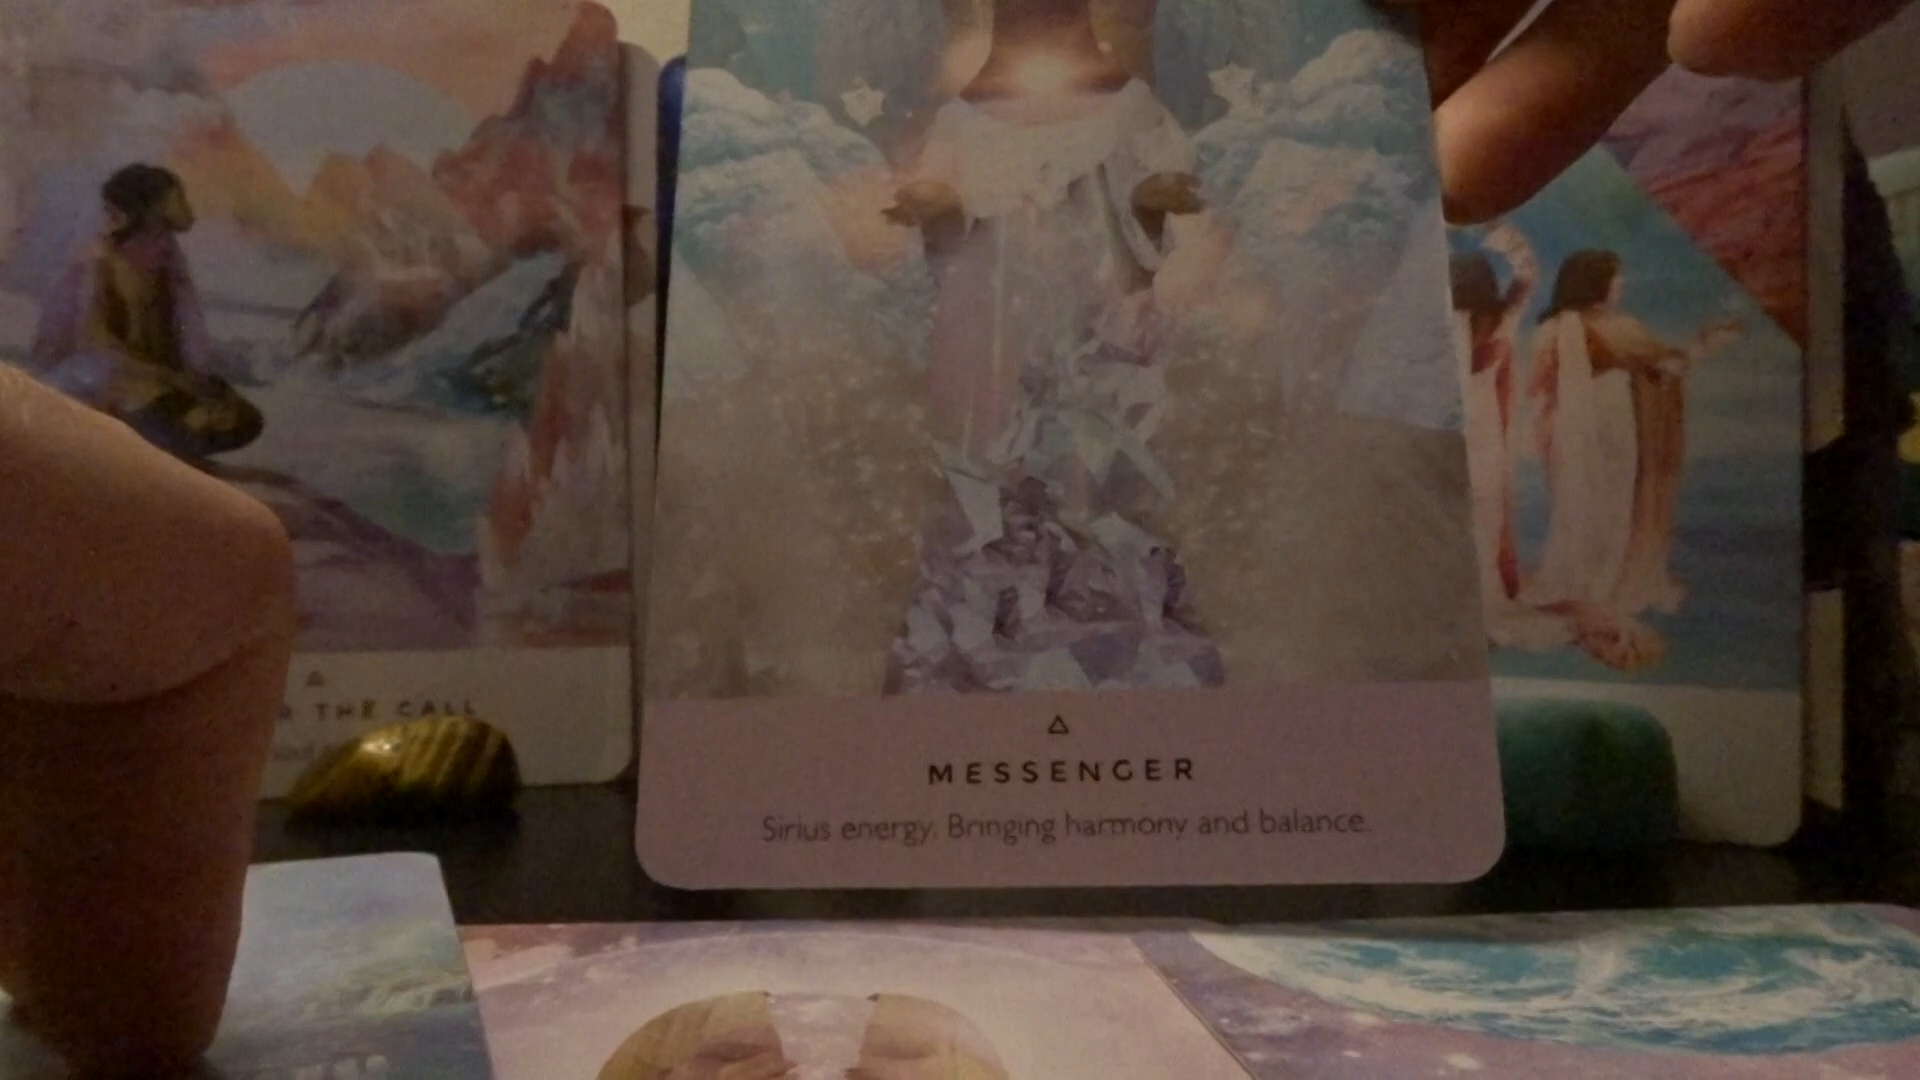 R THE CALL
MESSENGER
Sirius energy. Bringing harmony and balance.